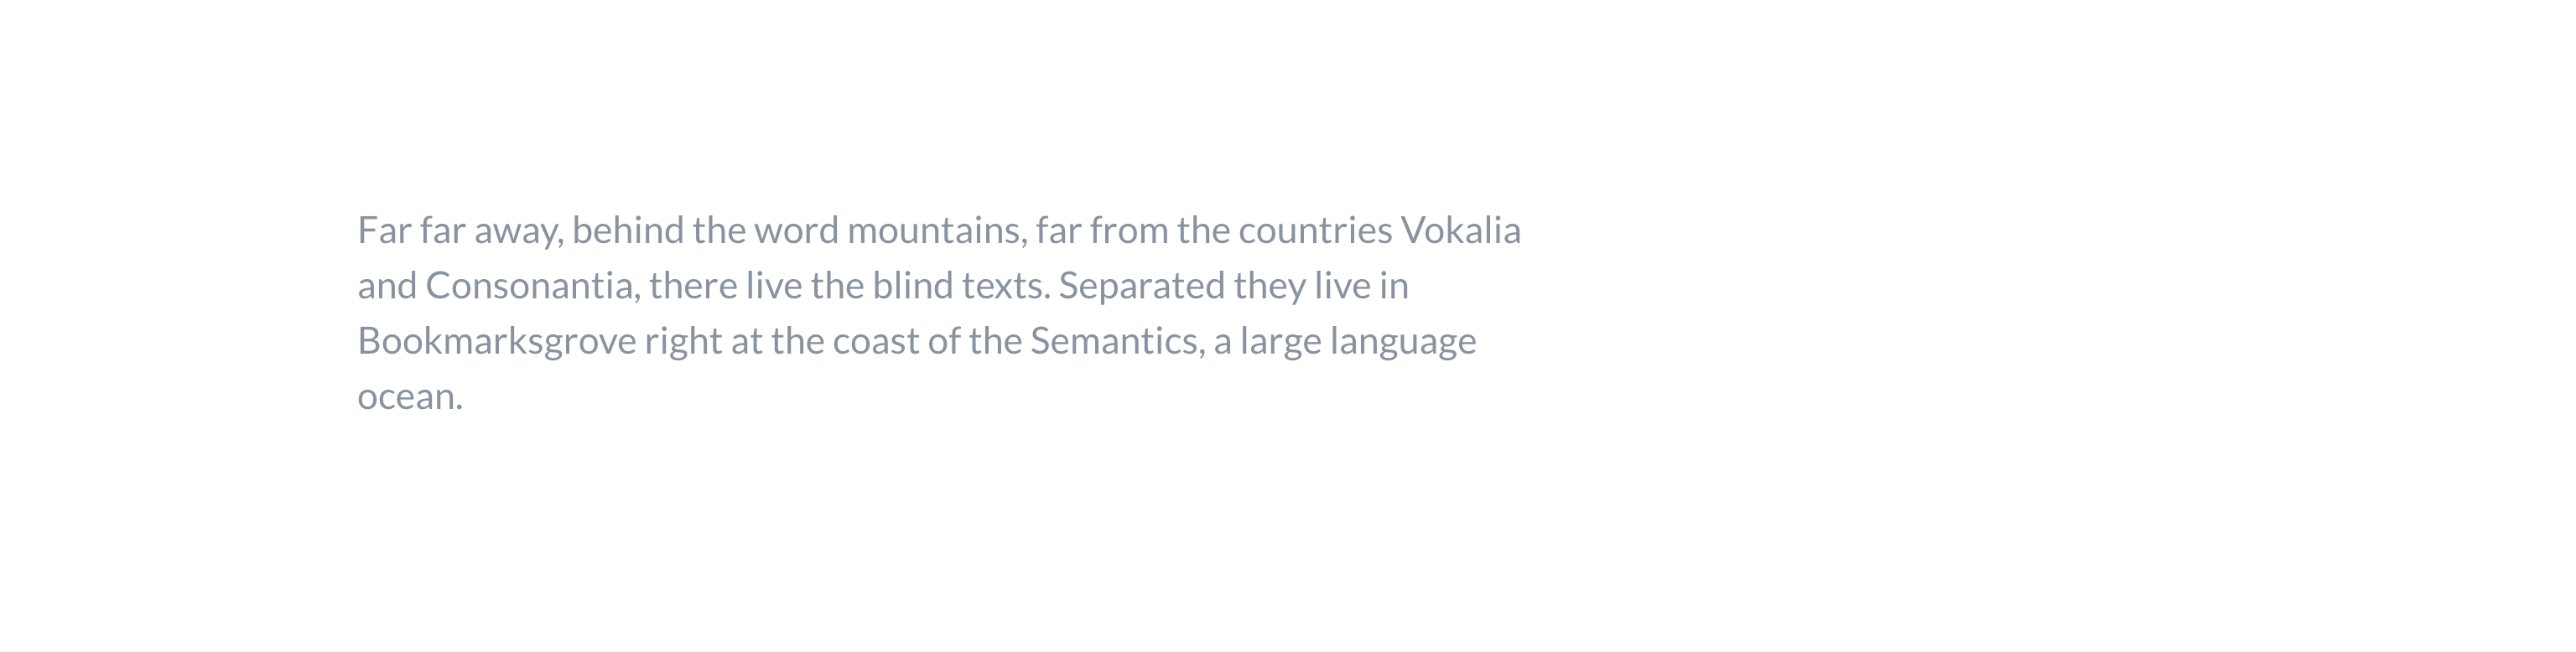 Far far away, behind the word mountains, far from the countries Vokalia
and Consonantia, there live the blind texts. Separated they live in
Bookmarksgrove right at the coast of the Semantics, a large language
ocean.